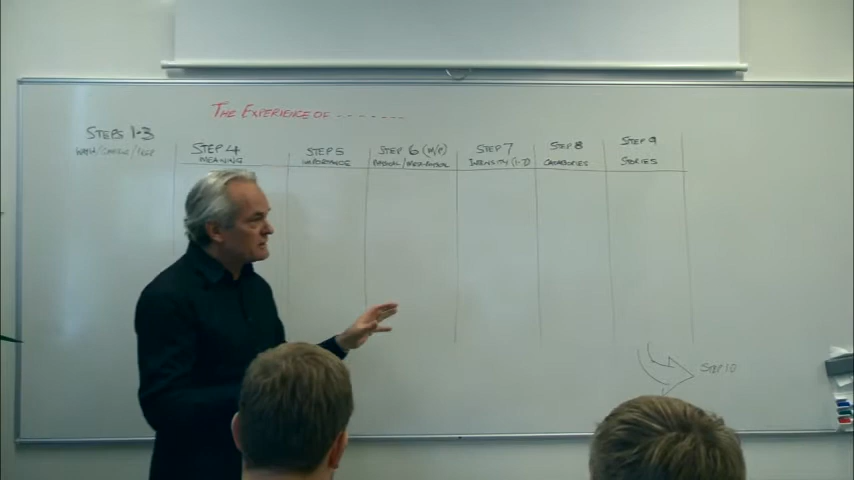 THE EXPERIENCE OF - - - - - - -
STEPS 1-3
STEP 4
MEANING
STEP 5
IMPORTANCE
STEP 6 (M/P)
STEP 7
INTENSITY (1-7)
STEP 8
CATEGORIES
STEP 9
STORIES
STEP 10